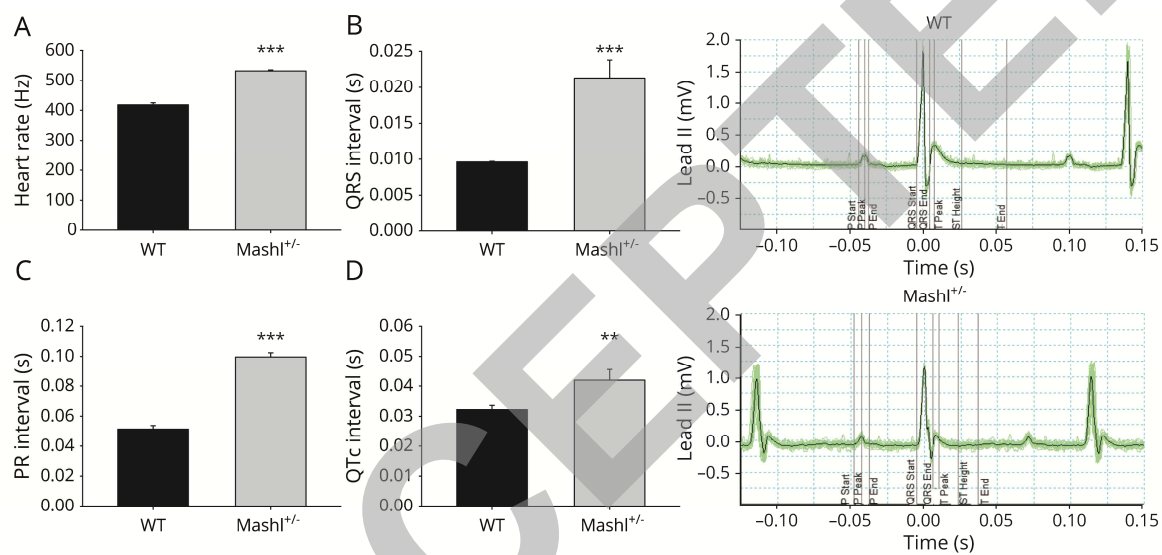 A
Heart rate (Hz)
600
500
400
300
200
100
0
***
WT
MashI+/-
B
QRS interval (s)
0.025
0.020
0.015
0.010
0.005
0.000
***
WT
MashI+/-
WT
Lead II (mV)
2.0
1.5
1.0
0.5
0.0
−0.5
P Start
P Peak
P End
QRS Start
QRS End
T Peak
ST Height
T End
−0.10
−0.05
0.00
0.05
0.10
0.15
Time (s)
C
PR interval (s)
0.12
0.10
0.08
0.06
0.04
0.02
0.00
***
WT
MashI+/-
D
QTc interval (s)
0.06
0.05
0.04
0.03
0.02
0.01
0.00
**
WT
MashI+/-
MashI+/-
Lead II (mV)
2.0
1.5
1.0
0.5
0.0
−0.5
P Start
P Peak
P End
QRS Start
QRS End
T Peak
ST Height
T End
−0.10
−0.05
0.00
0.05
0.10
0.15
Time (s)
CEPTE